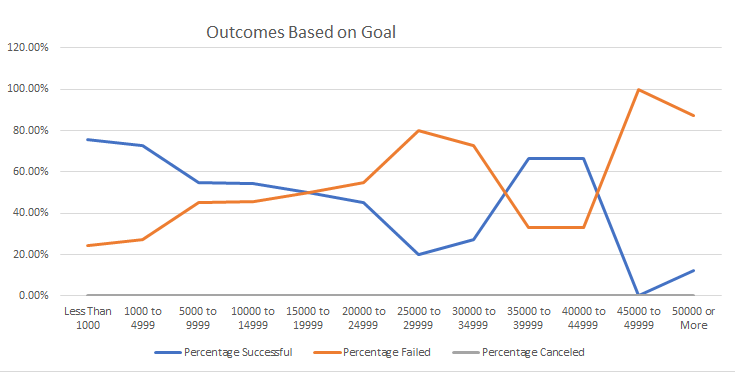 Outcomes Based on Goal
120.00%
100.00%
80.00%
60.00%
40.00%
20.00%
0.00%
Less Than 1000 to 5000 to 10000 to 15000 to 20000 to 25000 to 30000 to 35000 to 40000 to 45000 to 50000 or
1000 4999 9999 14999 19999 24999 29999 34999 39999 44999 49999 More
Percentage Successful Percentage Failed Percentage Canceled